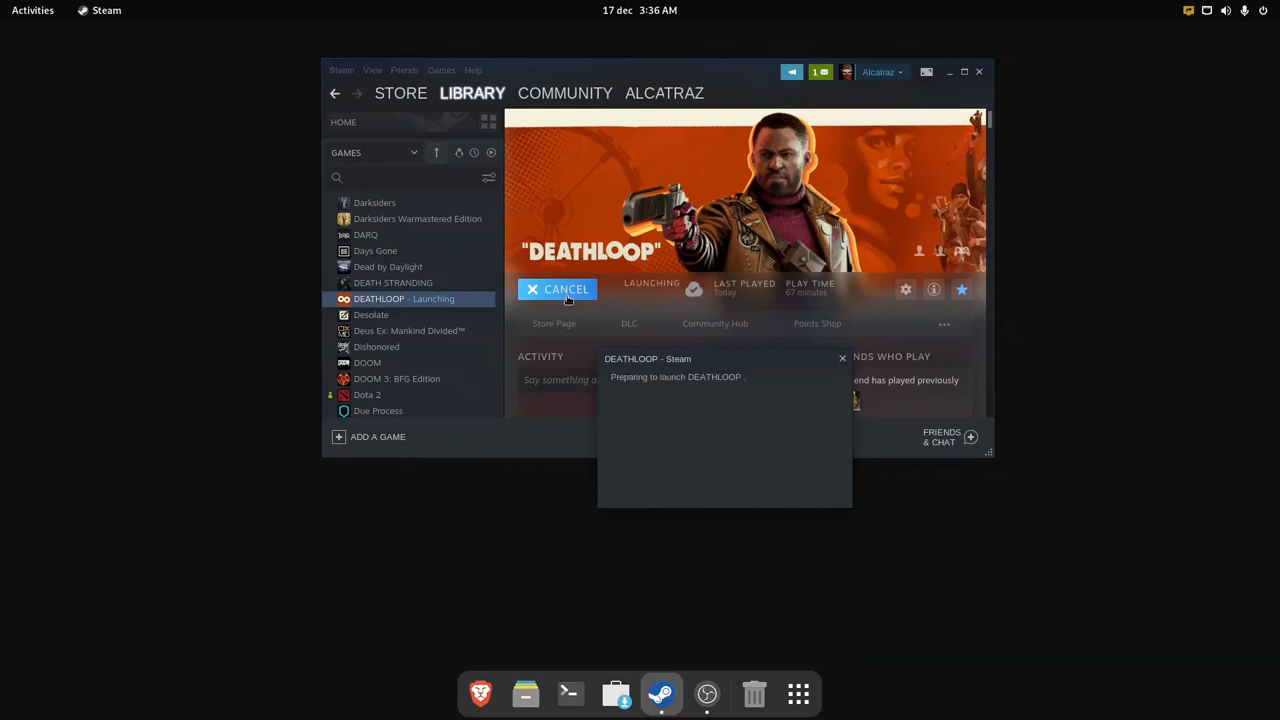 Activities Steam 17 dec 3:36 AM
Steam View Friends Games Help 1 Alcatraz
STORE LIBRARY COMMUNITY ALCATRAZ
HOME
GAMES
Darksiders
Darksiders Warmastered Edition
DARQ
Days Gone
Dead by Daylight
DEATH STRANDING
DEATHLOOP - Launching
Desolate
Deus Ex: Mankind Divided™
Dishonored
DOOM
DOOM 3: BFG Edition
Dota 2
Due Process
ADD A GAME
"DEATHLOOP"
CANCEL
LAUNCHING
LAST PLAYED
Today
PLAY TIME
67 minutes
Store Page DLC Community Hub Points Shop
ACTIVITY
Say something a
NDS WHO PLAY
end has played previously
DEATHLOOP - Steam
Preparing to launch DEATHLOOP ..
FRIENDS
& CHAT